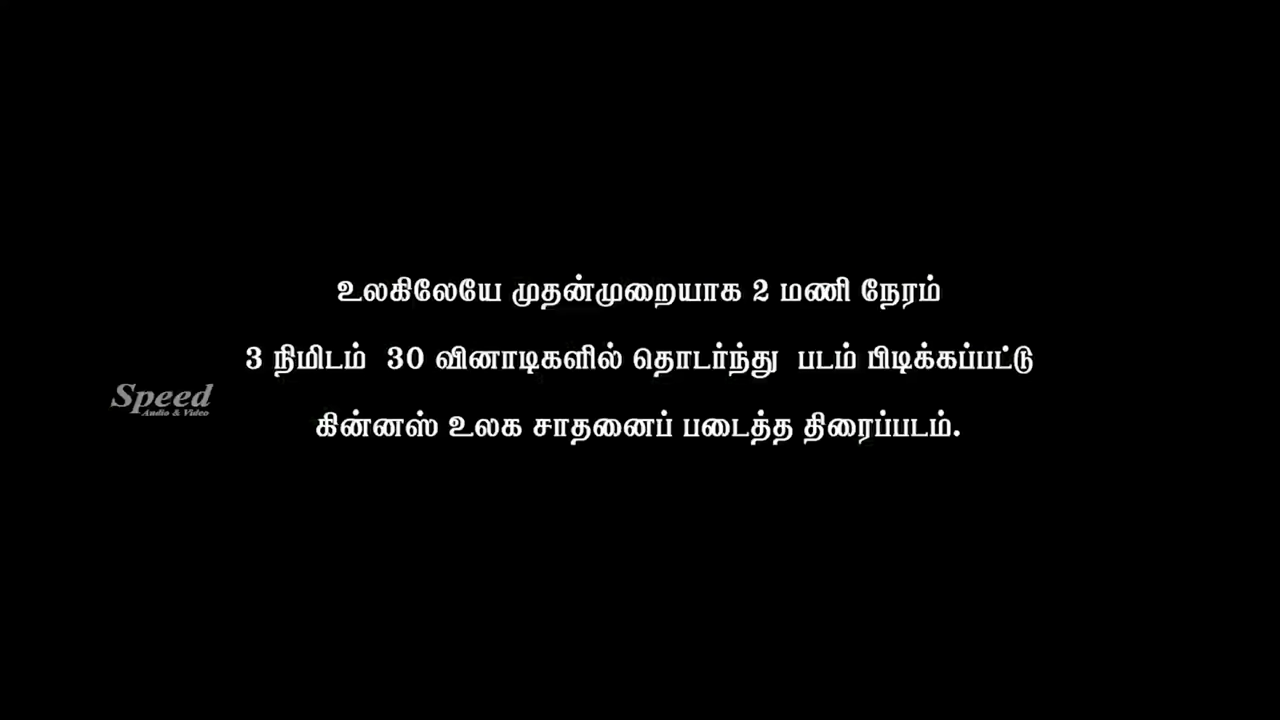 உலகிலேயே முதன்முறையாக 2 மணி நேரம்
3 நிமிடம் 30 வினாடிகளில் தொடர்ந்து படம் பிடிக்கப்பட்டு
Speed
Audio & Video
கின்னஸ் உலக சாதனைப் படைத்த திரைப்படம்.